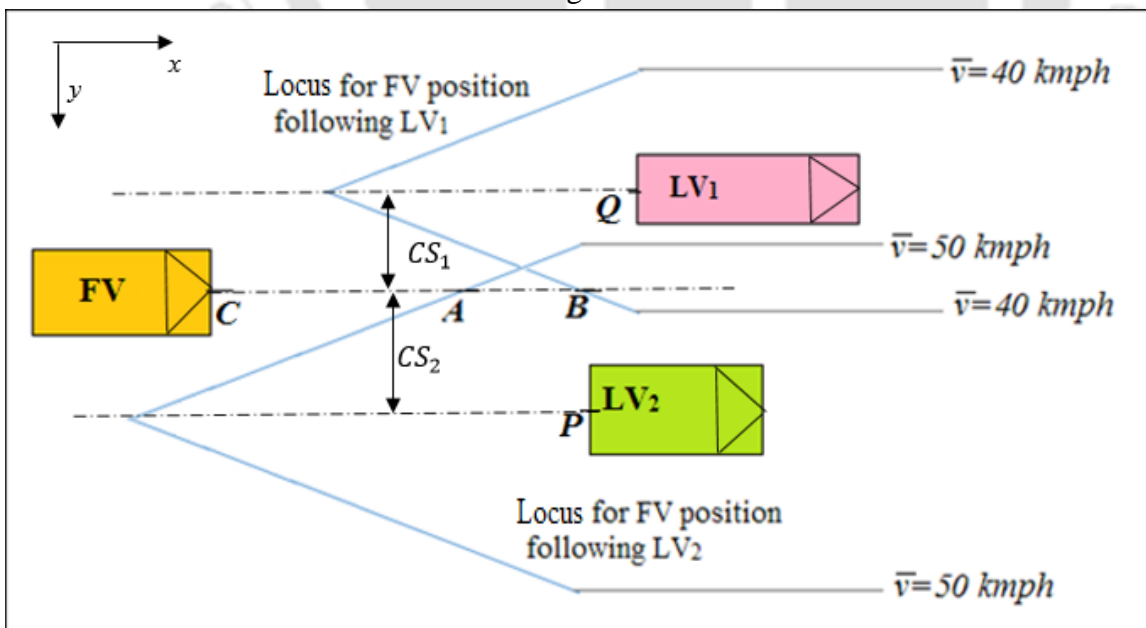 x
y
Locus for FV position
following LV₁
v̅=40 kmph
LV₁
Q
CS₁
v̅=50 kmph
FV
C
A
B
v̅=40 kmph
CS₂
LV₂
P
Locus for FV position
following LV₂
v̅=50 kmph